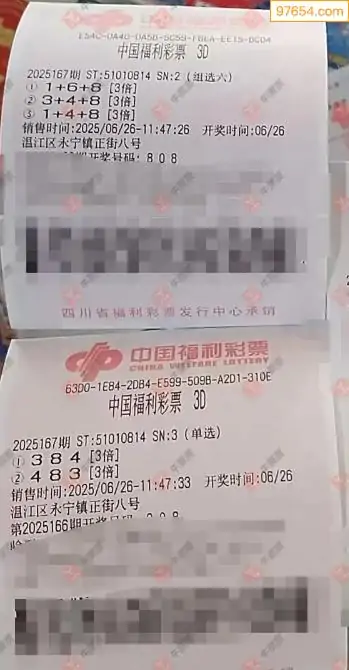 97654.com
中国福利彩票 3D
2025167期 ST:51010814 SN:2 (组选六)
① 1+6+8 [3倍]
② 3+4+8 [3倍]
③ 1+4+8 [3倍]
销售时间:2025/06/26-11:47:26 开奖时间:06/26
温江区永宁镇正街八号
开奖号码: 8 0 8
四川省福利彩票发行中心承销
中国福利彩票
CHINA WELFARE LOTTERY
63D0-1E84-2DB4-E599-509B-A2D1-310E
中国福利彩票 3D
2025167期 ST:51010814 SN:3 (单选)
① 3 8 4 [3倍]
② 4 8 3 [3倍]
销售时间:2025/06/26-11:47:33 开奖时间:06/26
温江区永宁镇正街八号
第2025166期开奖号码